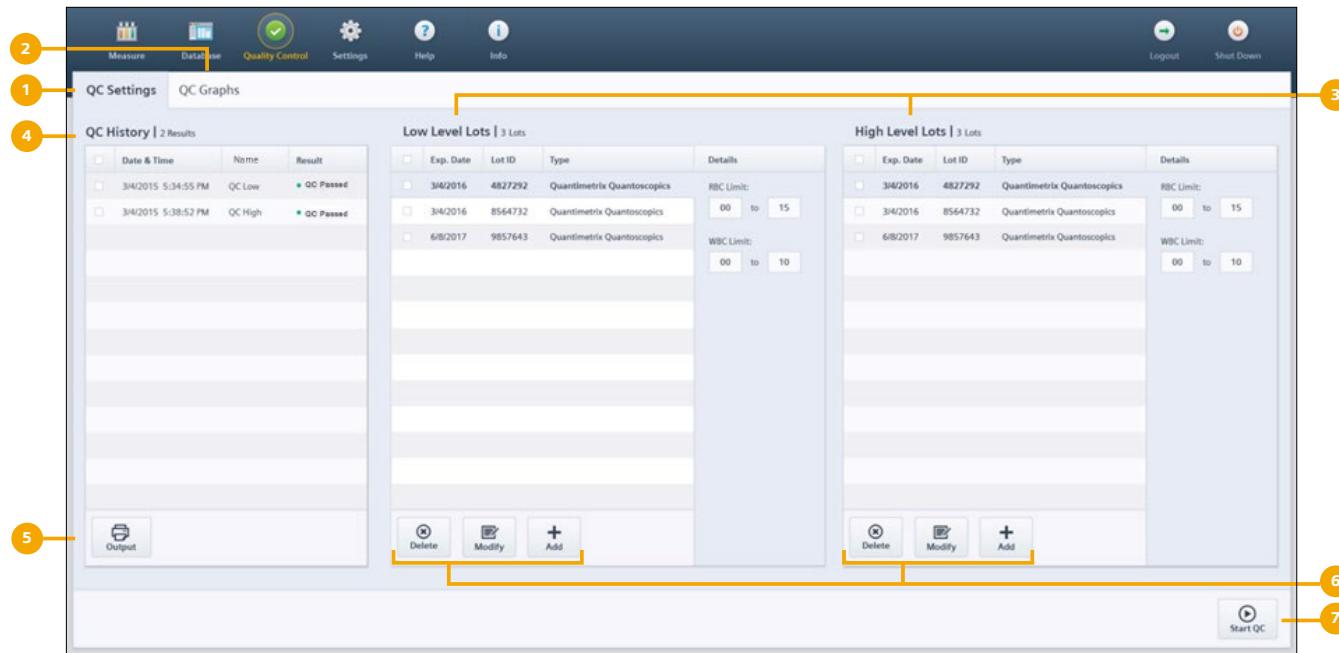 Measure Database Quality Control Settings Help Info Logout Shut Down
2
1
QC Settings QC Graphs
3
4
QC History | 2 Results
Date & Time Name Result
3/4/2015 5:34:55 PM QC Low QC Passed
3/4/2015 5:38:52 PM QC High QC Passed
5
Output
Low Level Lots | 3 Lots
Exp. Date Lot ID Type Details
3/4/2016 4827292 Quantimetrix Quantoscopics
3/4/2016 8564732 Quantimetrix Quantoscopics
6/8/2017 9857643 Quantimetrix Quantoscopics
RBC Limit:
00 to 15
WBC Limit:
00 to 10
Delete Modify Add
High Level Lots | 3 Lots
Exp. Date Lot ID Type Details
3/4/2016 4827292 Quantimetrix Quantoscopics
3/4/2016 8564732 Quantimetrix Quantoscopics
6/8/2017 9857643 Quantimetrix Quantoscopics
RBC Limit:
00 to 15
WBC Limit:
00 to 10
Delete Modify Add
6
Start QC
7